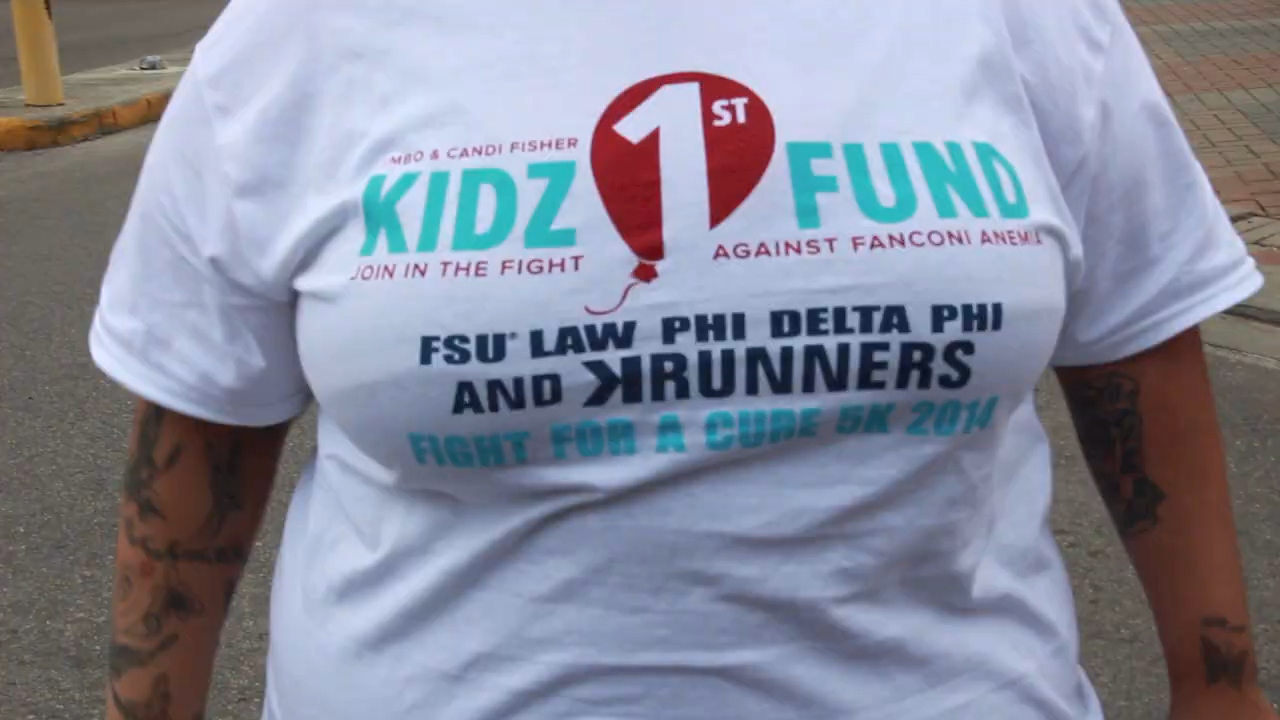 & CANDI FISHER
KIDZ 1ST FUND
JOIN IN THE FIGHT AGAINST FANCONI ANEMIA
FSU LAW PHI DELTA PHI
AND KRUNNERS
FIGHT FOR A CURE 5K 2014